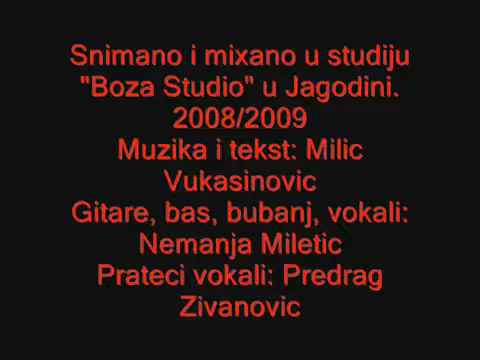 Snimano i mixano u studiju
"Boza Studio" u Jagodini.
2008/2009
Muzika i tekst: Milic
Vukasinovic
Gitare, bas, bubanj, vokali:
Nemanja Miletic
Prateci vokali: Predrag
Zivanovic